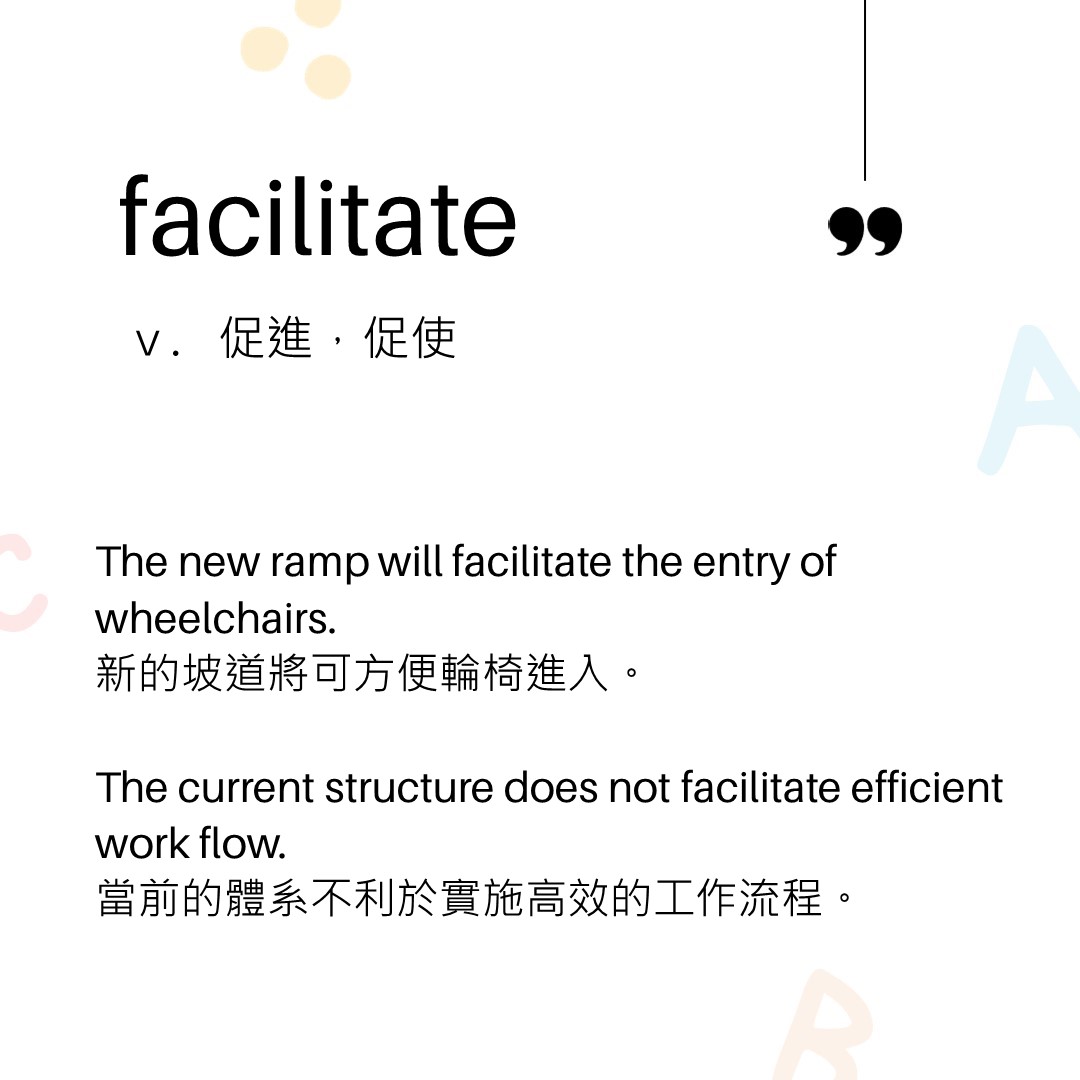 facilitate
”
v. 促進，促使
A
C
The new ramp will facilitate the entry of
wheelchairs.
新的坡道將可方便輪椅進入。
The current structure does not facilitate efficient
work flow.
當前的體系不利於實施高效的工作流程。
B